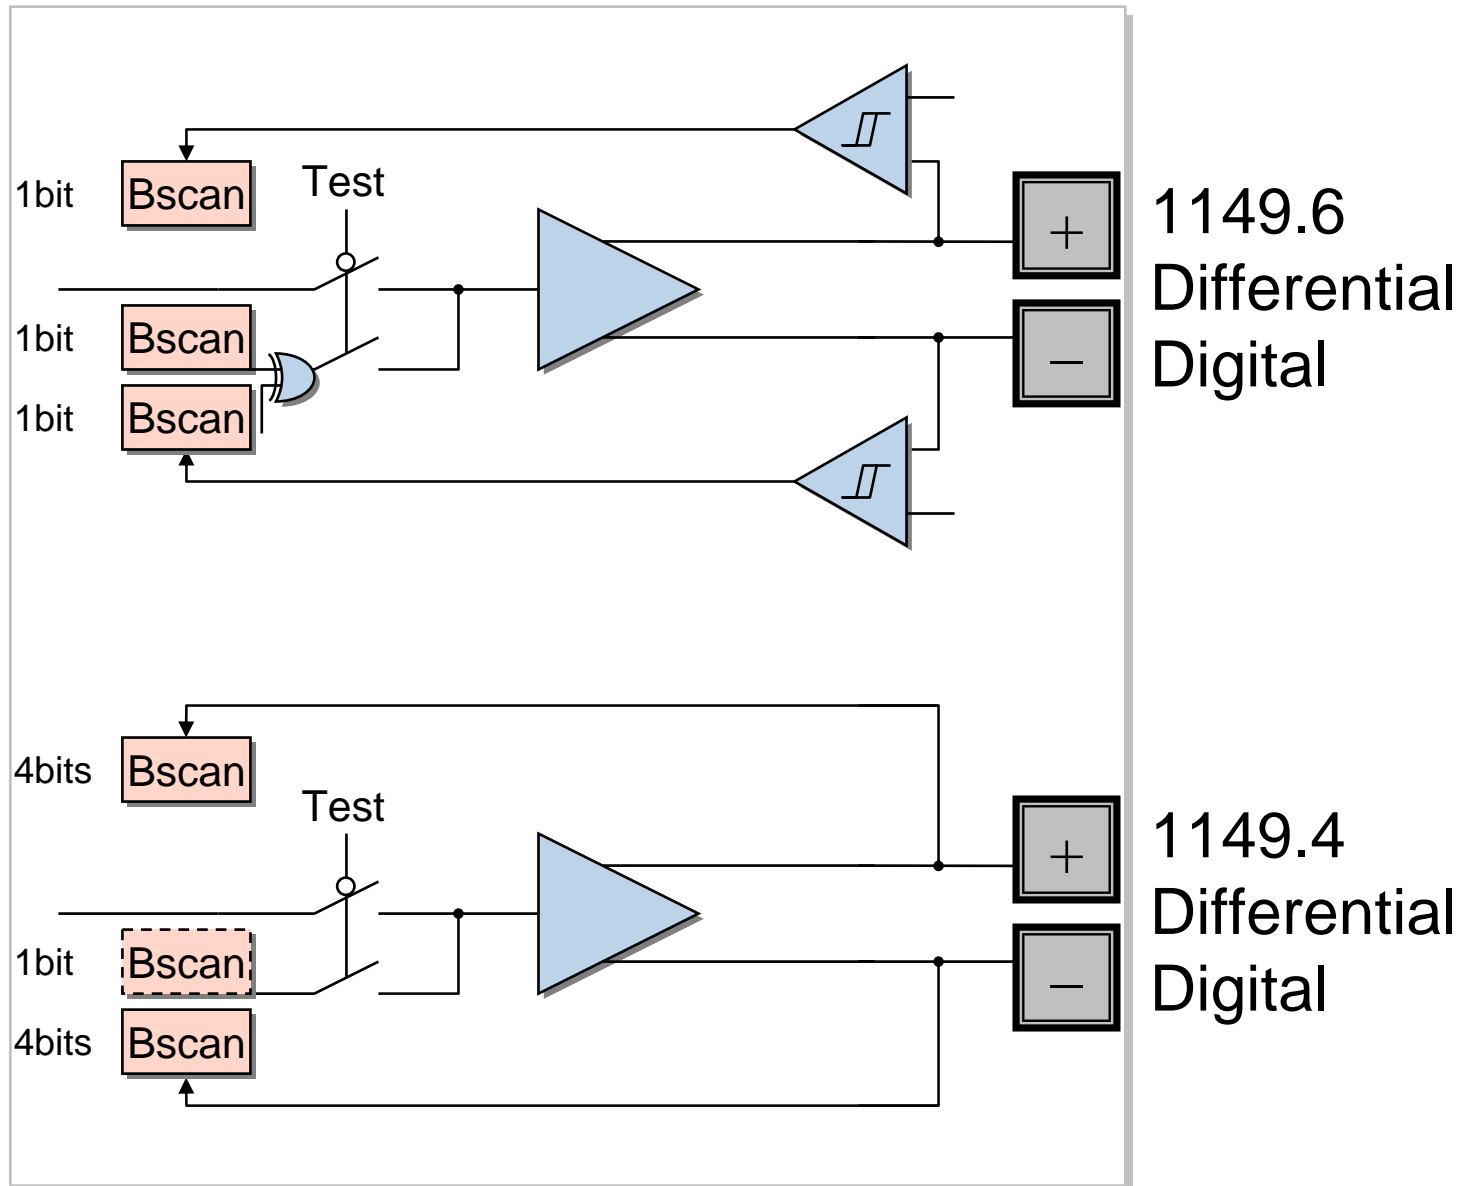 Test
1bit Bscan
+
1149.6
Differential
Digital
1bit Bscan
−
1bit Bscan
4bits Bscan
Test
+
1149.4
Differential
Digital
1bit Bscan
−
4bits Bscan